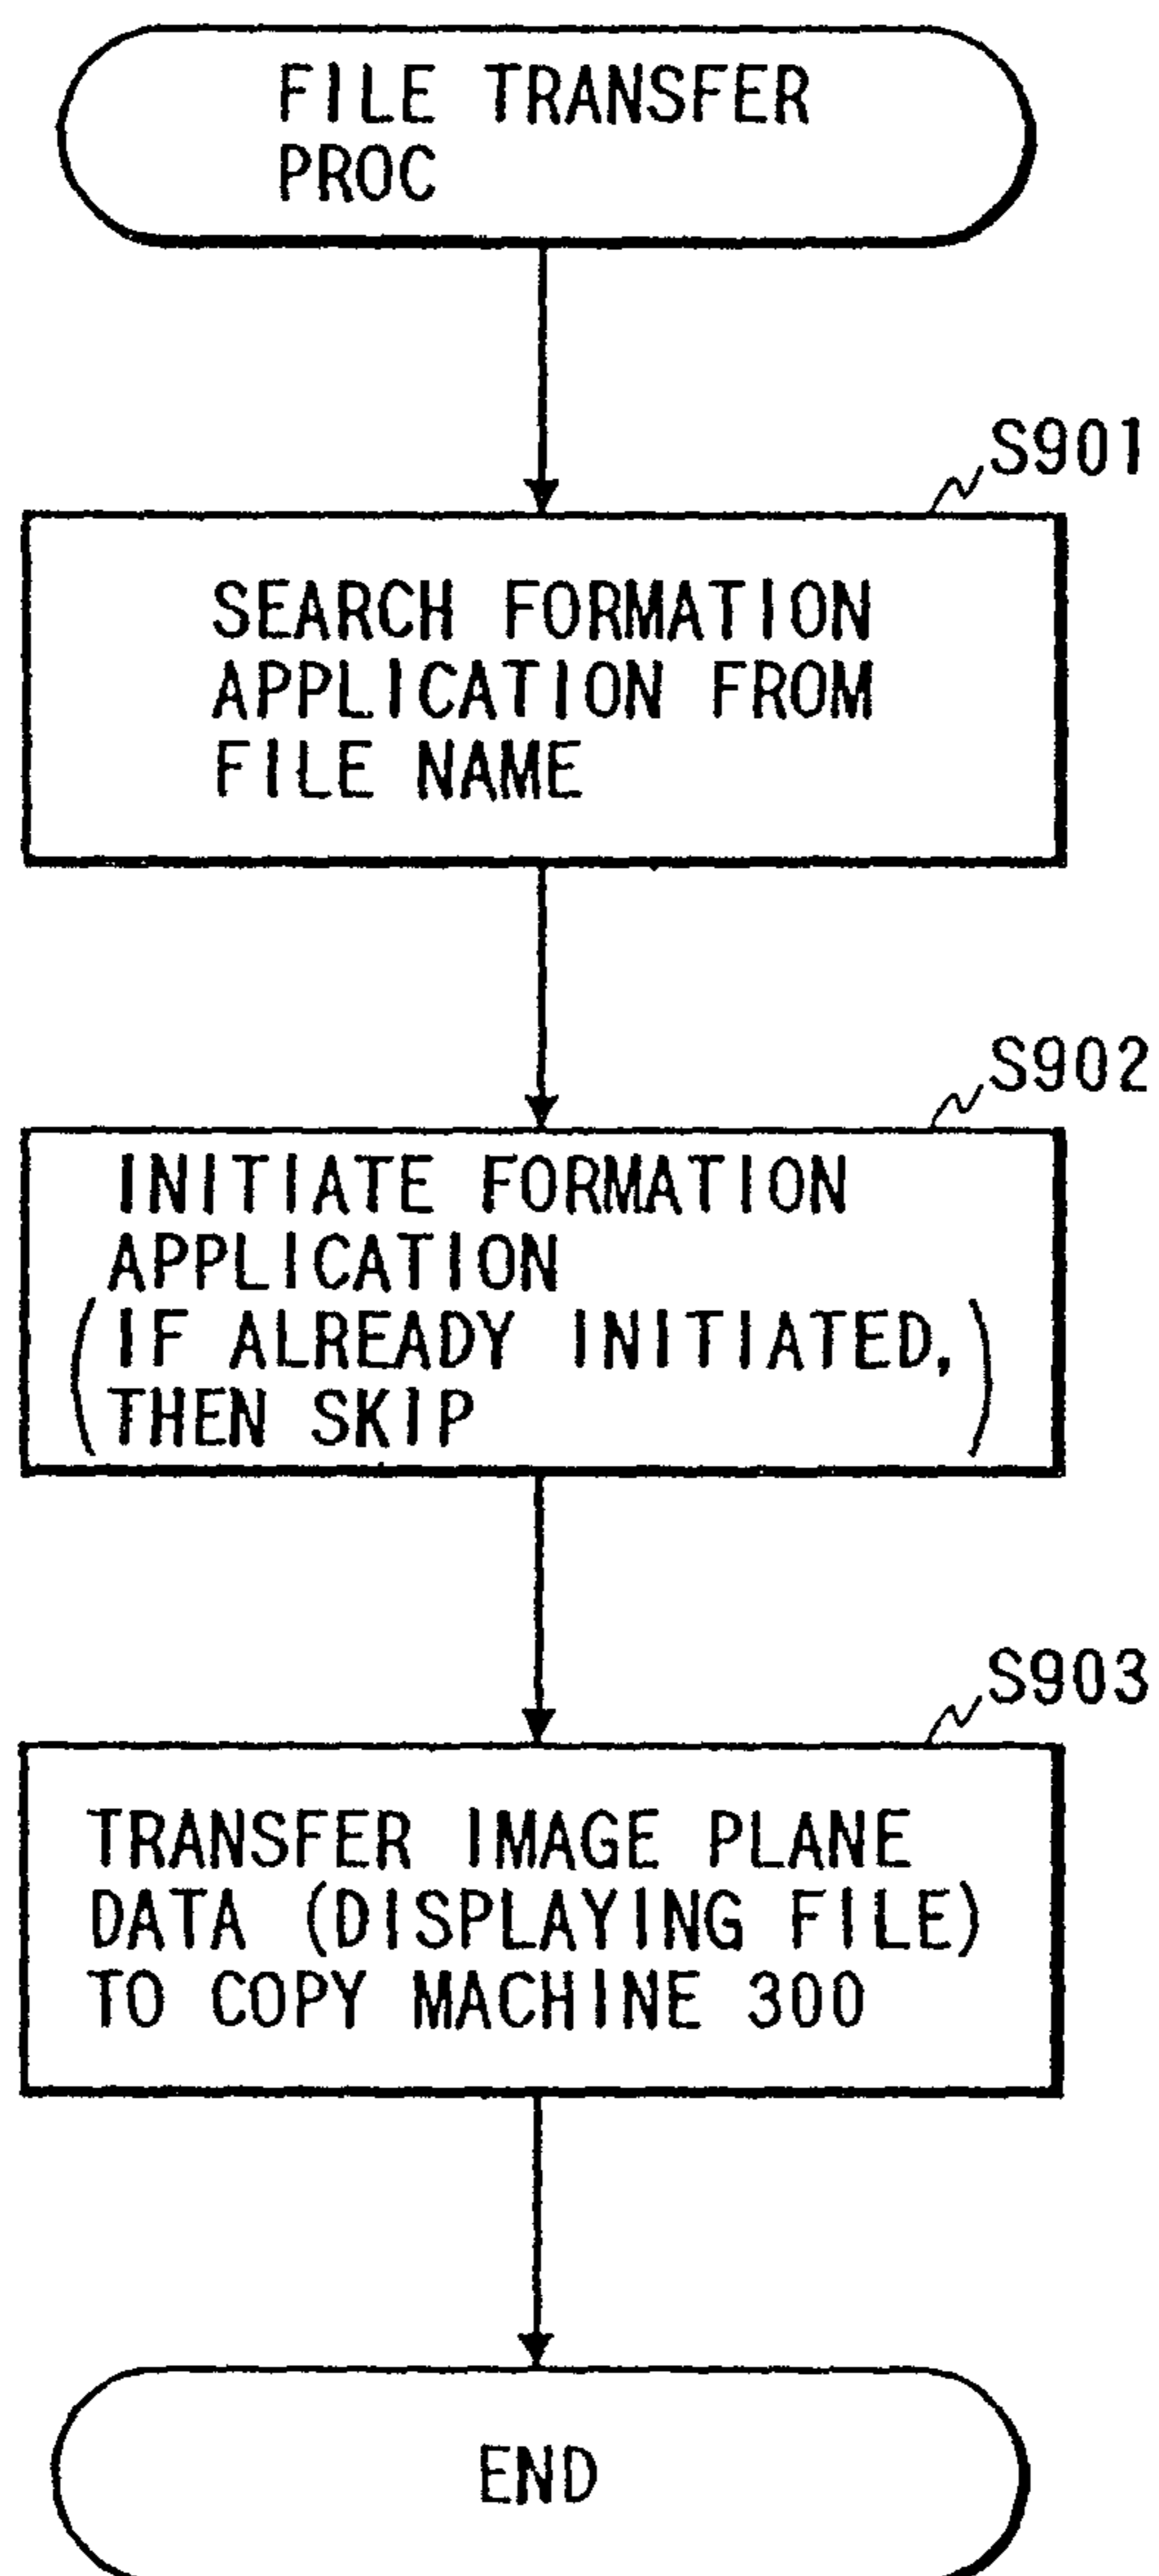 FILE TRANSFER
PROC
S901
SEARCH FORMATION
APPLICATION FROM
FILE NAME
S902
INITIATE FORMATION
APPLICATION
(IF ALREADY INITIATED,
THEN SKIP)
S903
TRANSFER IMAGE PLANE
DATA (DISPLAYING FILE)
TO COPY MACHINE 300
END